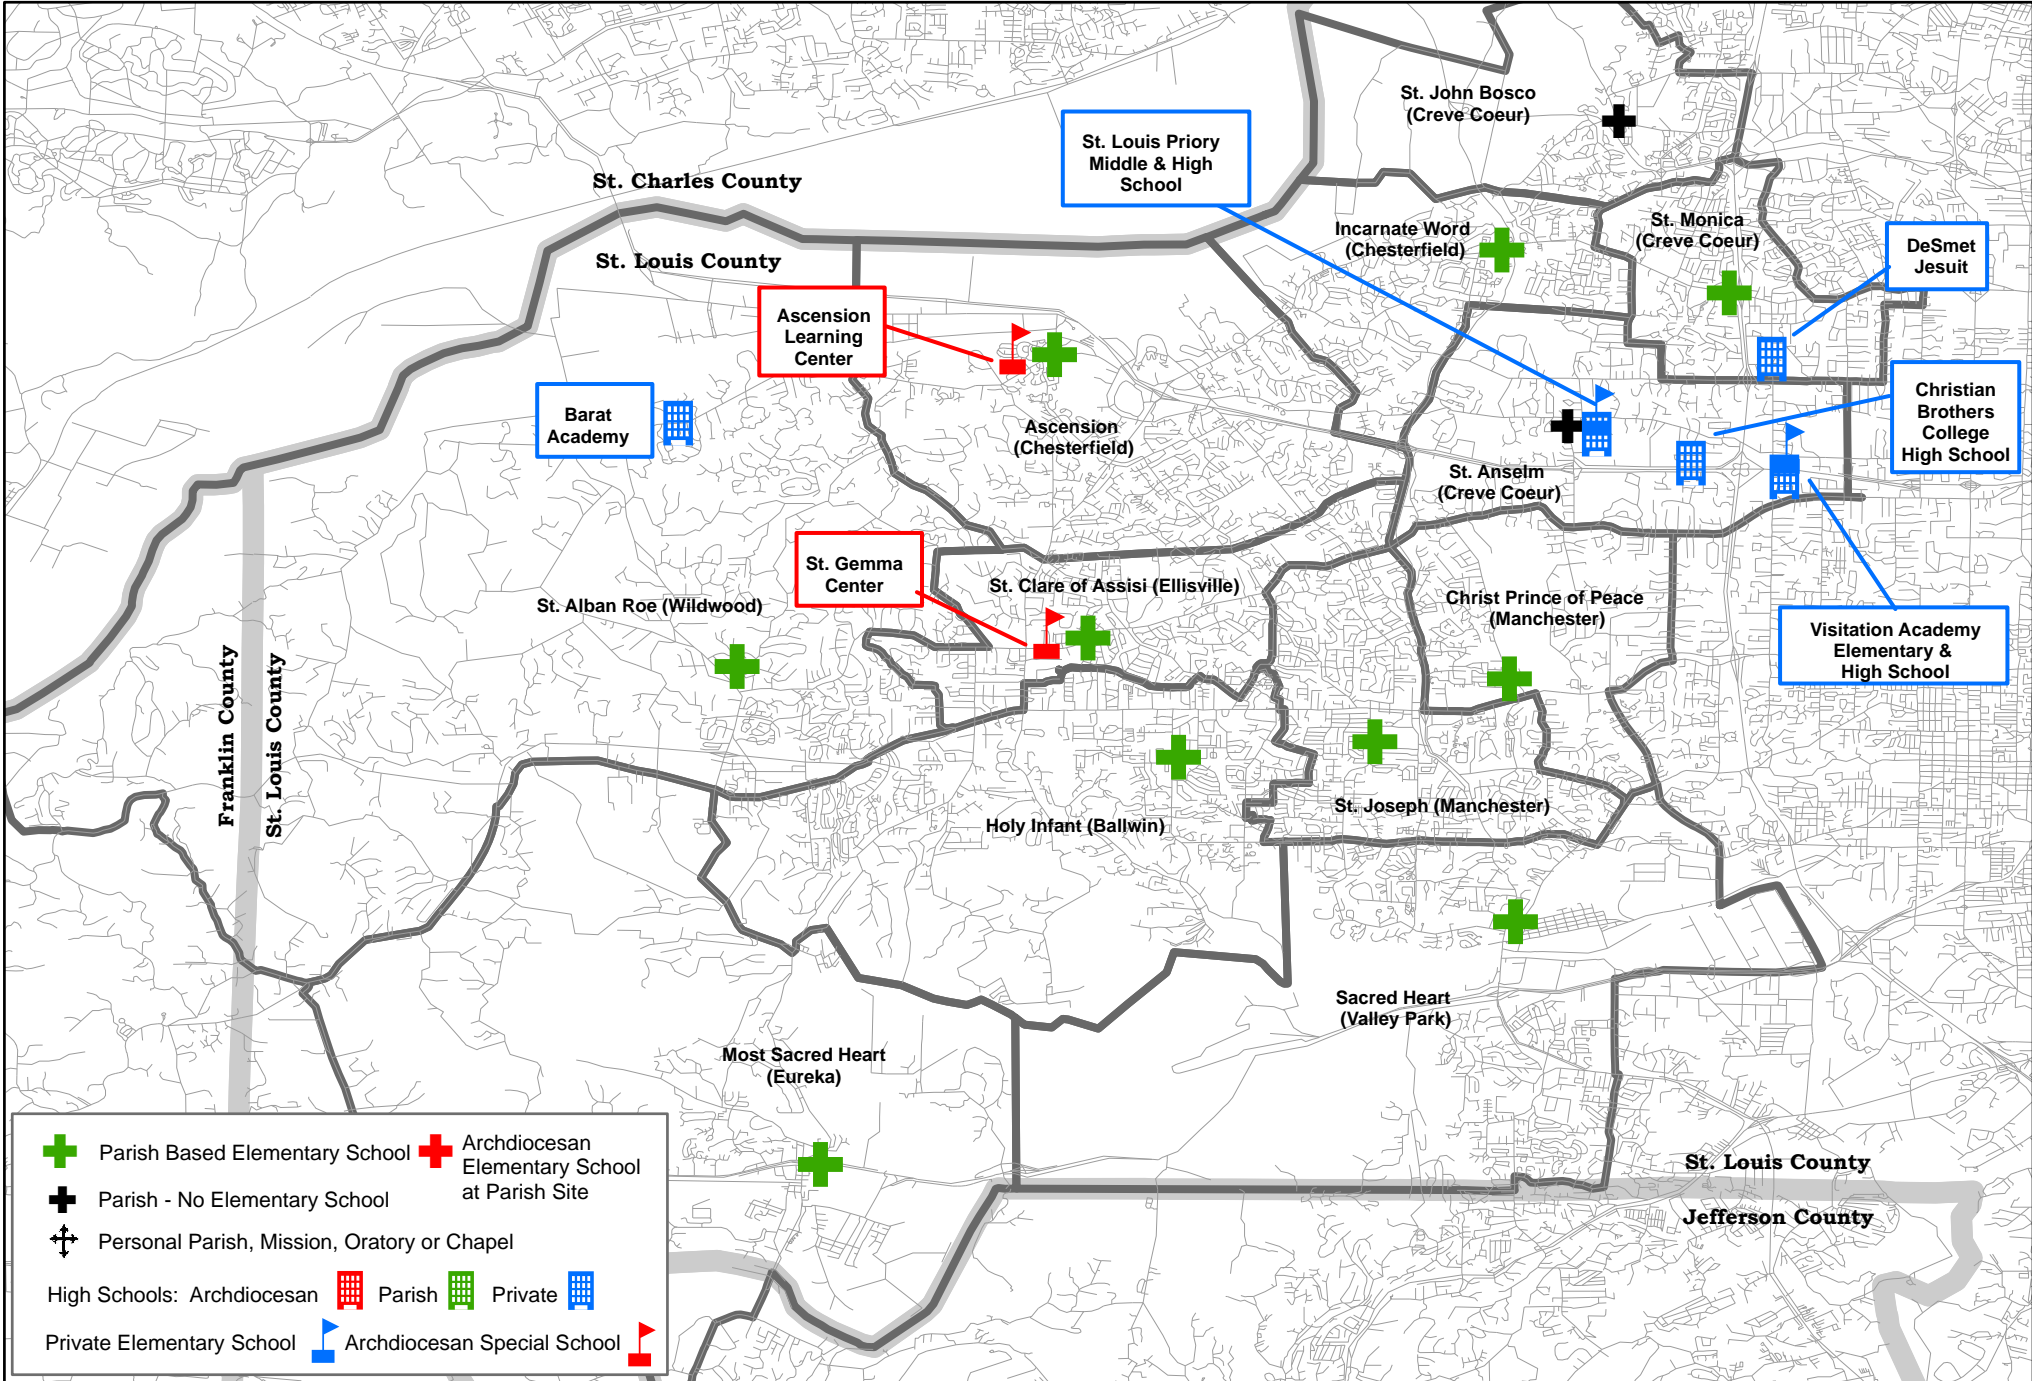 St. John Bosco
(Creve Coeur)
St. Louis Priory
Middle & High
School
St. Charles County
St. Louis County
Incarnate Word
(Chesterfield)
St. Monica
(Creve Coeur)
DeSmet
Jesuit
Ascension
Learning
Center
Barat
Academy
Ascension
(Chesterfield)
Christian
Brothers
College
High School
St. Anselm
(Creve Coeur)
St. Gemma
Center
St. Clare of Assisi (Ellisville)
St. Alban Roe (Wildwood)
Christ Prince of Peace
(Manchester)
Visitation Academy
Elementary &
High School
Franklin County
St. Louis County
St. Joseph (Manchester)
Holy Infant (Ballwin)
Sacred Heart
(Valley Park)
Most Sacred Heart
(Eureka)
St. Louis County
Jefferson County
Parish Based Elementary School
Archdiocesan
Elementary School
at Parish Site
Parish - No Elementary School
Personal Parish, Mission, Oratory or Chapel
High Schools: Archdiocesan Parish Private
Private Elementary School Archdiocesan Special School